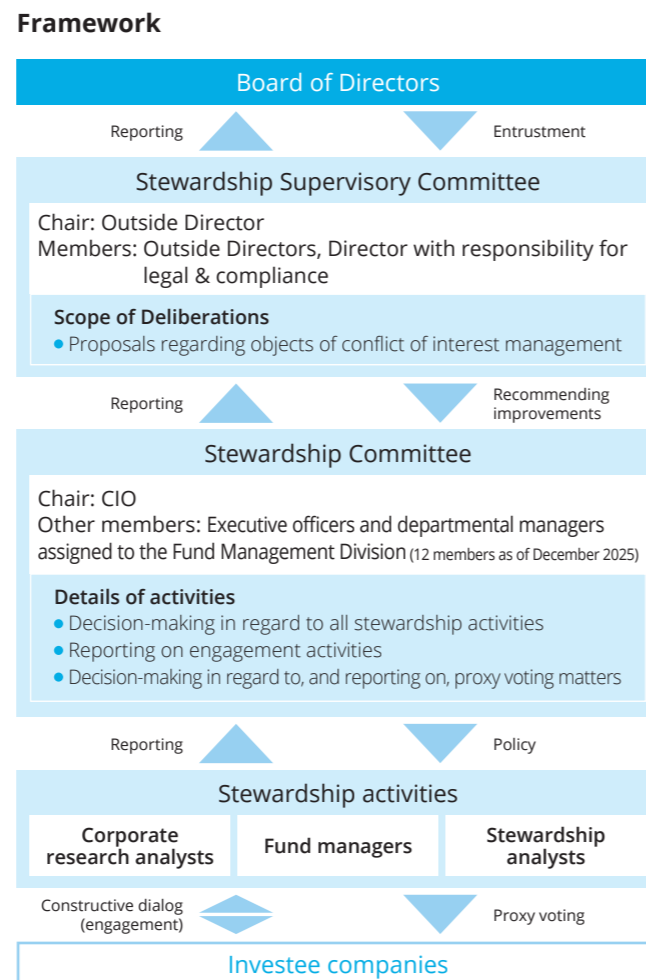 Framework
Board of Directors
Reporting
Entrustment
Stewardship Supervisory Committee
Chair: Outside Director
Members: Outside Directors, Director with responsibility for
legal & compliance
Scope of Deliberations
● Proposals regarding objects of conflict of interest management
Reporting
Recommending
improvements
Stewardship Committee
Chair: CIO
Other members: Executive officers and departmental managers
assigned to the Fund Management Division (12 members as of December 2025)
Details of activities
● Decision-making in regard to all stewardship activities
● Reporting on engagement activities
● Decision-making in regard to, and reporting on, proxy voting matters
Reporting
Policy
Stewardship activities
Corporate
research analysts
Fund managers
Stewardship
analysts
Constructive dialog
(engagement)
Proxy voting
Investee companies